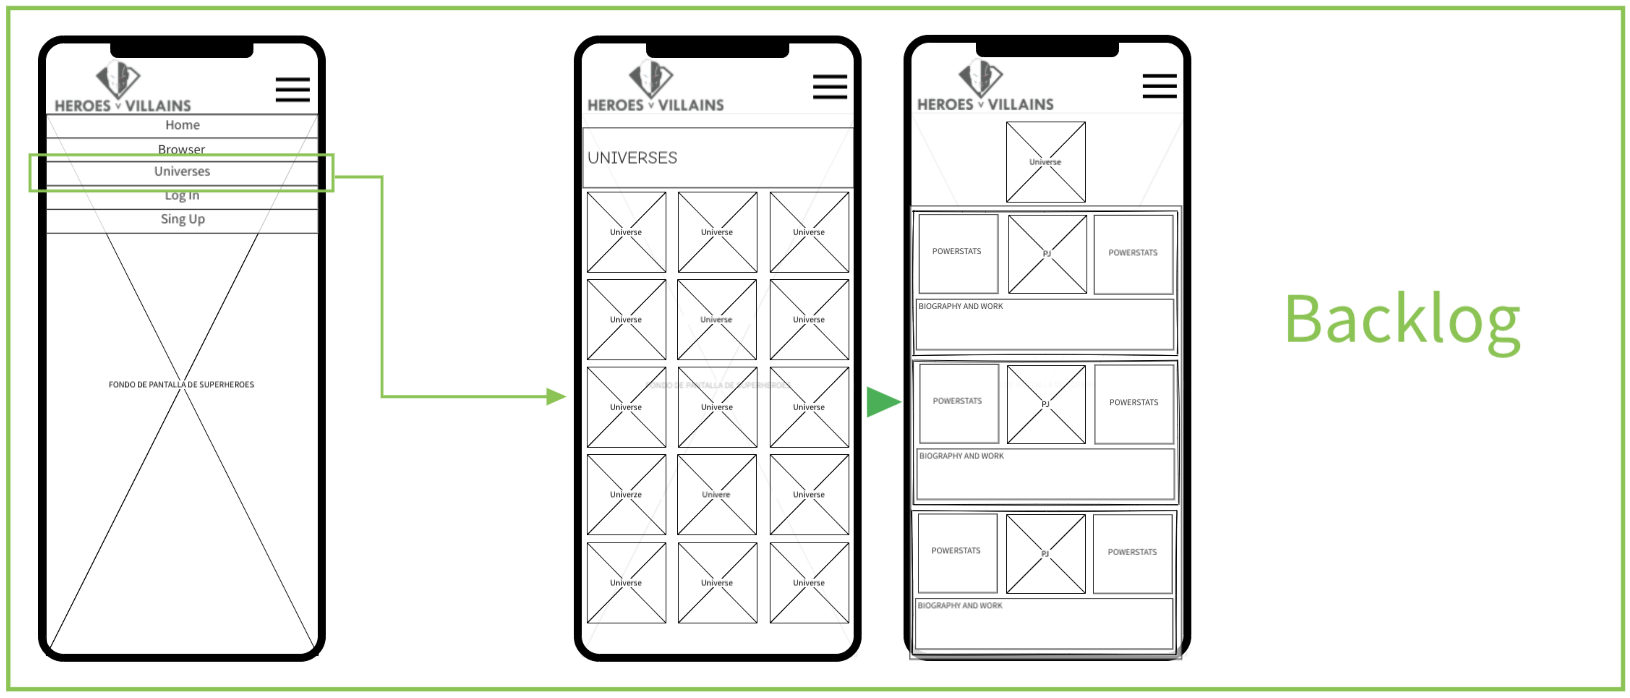 HEROES v VILLAINS
Home
Browser
Universes
Log In
Sing Up
FONDO DE PANTALLA DE SUPERHEROES
HEROES v VILLAINS
UNIVERSES
Universe Universe Universe
Universe Universe Universe
FONDO DE PANTALLA DE SUPERHEROES
Universe Universe Universe
Univerze Univere Universe
Universe Universe Universe
HEROES v VILLAINS
Universe
POWERSTATS PJ POWERSTATS
BIOGRAPHY AND WORK
POWERSTATS PJ POWERSTATS
BIOGRAPHY AND WORK
POWERSTATS PJ POWERSTATS
BIOGRAPHY AND WORK
Backlog